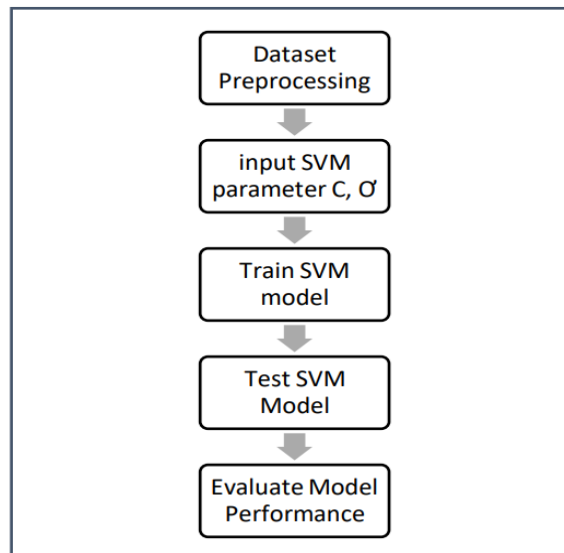 Dataset
Preprocessing
input SVM
parameter C, Ơ
Train SVM
model
Test SVM
Model
Evaluate Model
Performance